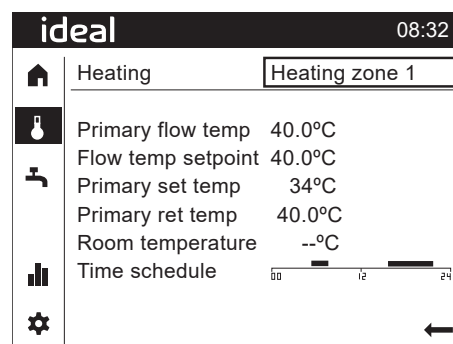 ideal 08:32
Heating Heating zone 1
Primary flow temp 40.0ºC
Flow temp setpoint 40.0ºC
Primary set temp 34ºC
Primary ret temp 40.0ºC
Room temperature --ºC
Time schedule
00 12 24